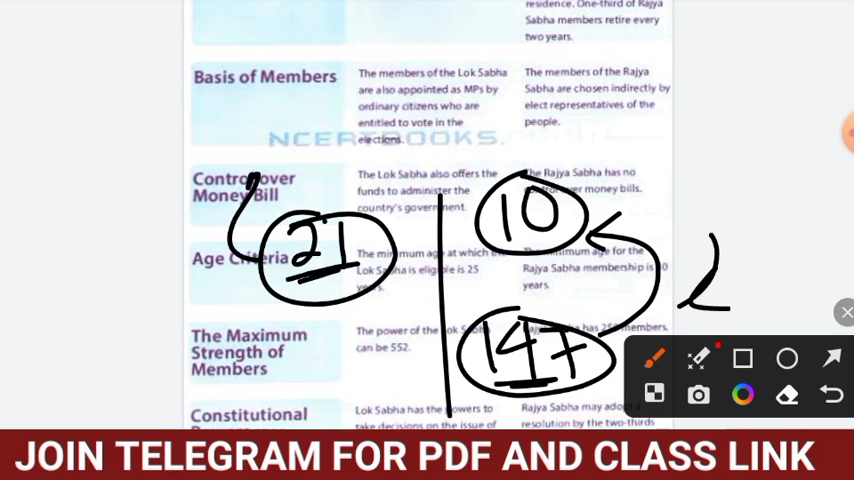 residence. One-third of Rajya
Sabha members retire every
two years.
Basis of Members
The members of the Lok Sabha
are also appointed as MPs by
ordinary citizens who are
entitled to vote in the
elections.
The members of the Rajya
Sabha are chosen indirectly by
elect representatives of the
people.
NCERTBOOKS.
Control over
Money Bill
The Lok Sabha also offers the
funds to administer the
country's government.
The Rajya Sabha has no
control over money bills.
10
Age Criteria
21
The minimum age at which the
Lok Sabha is eligible is 25
years.
The minimum age for the
Rajya Sabha membership is 30
years.
The Maximum
Strength of
Members
The power of the Lok Sabha
can be 552.
Rajya Sabha has 250 members.
147
Constitutional
Lok Sabha has the powers to
take decisions on the issue of
Rajya Sabha may adopt a
resolution by the two-thirds
JOIN TELEGRAM FOR PDF AND CLASS LINK